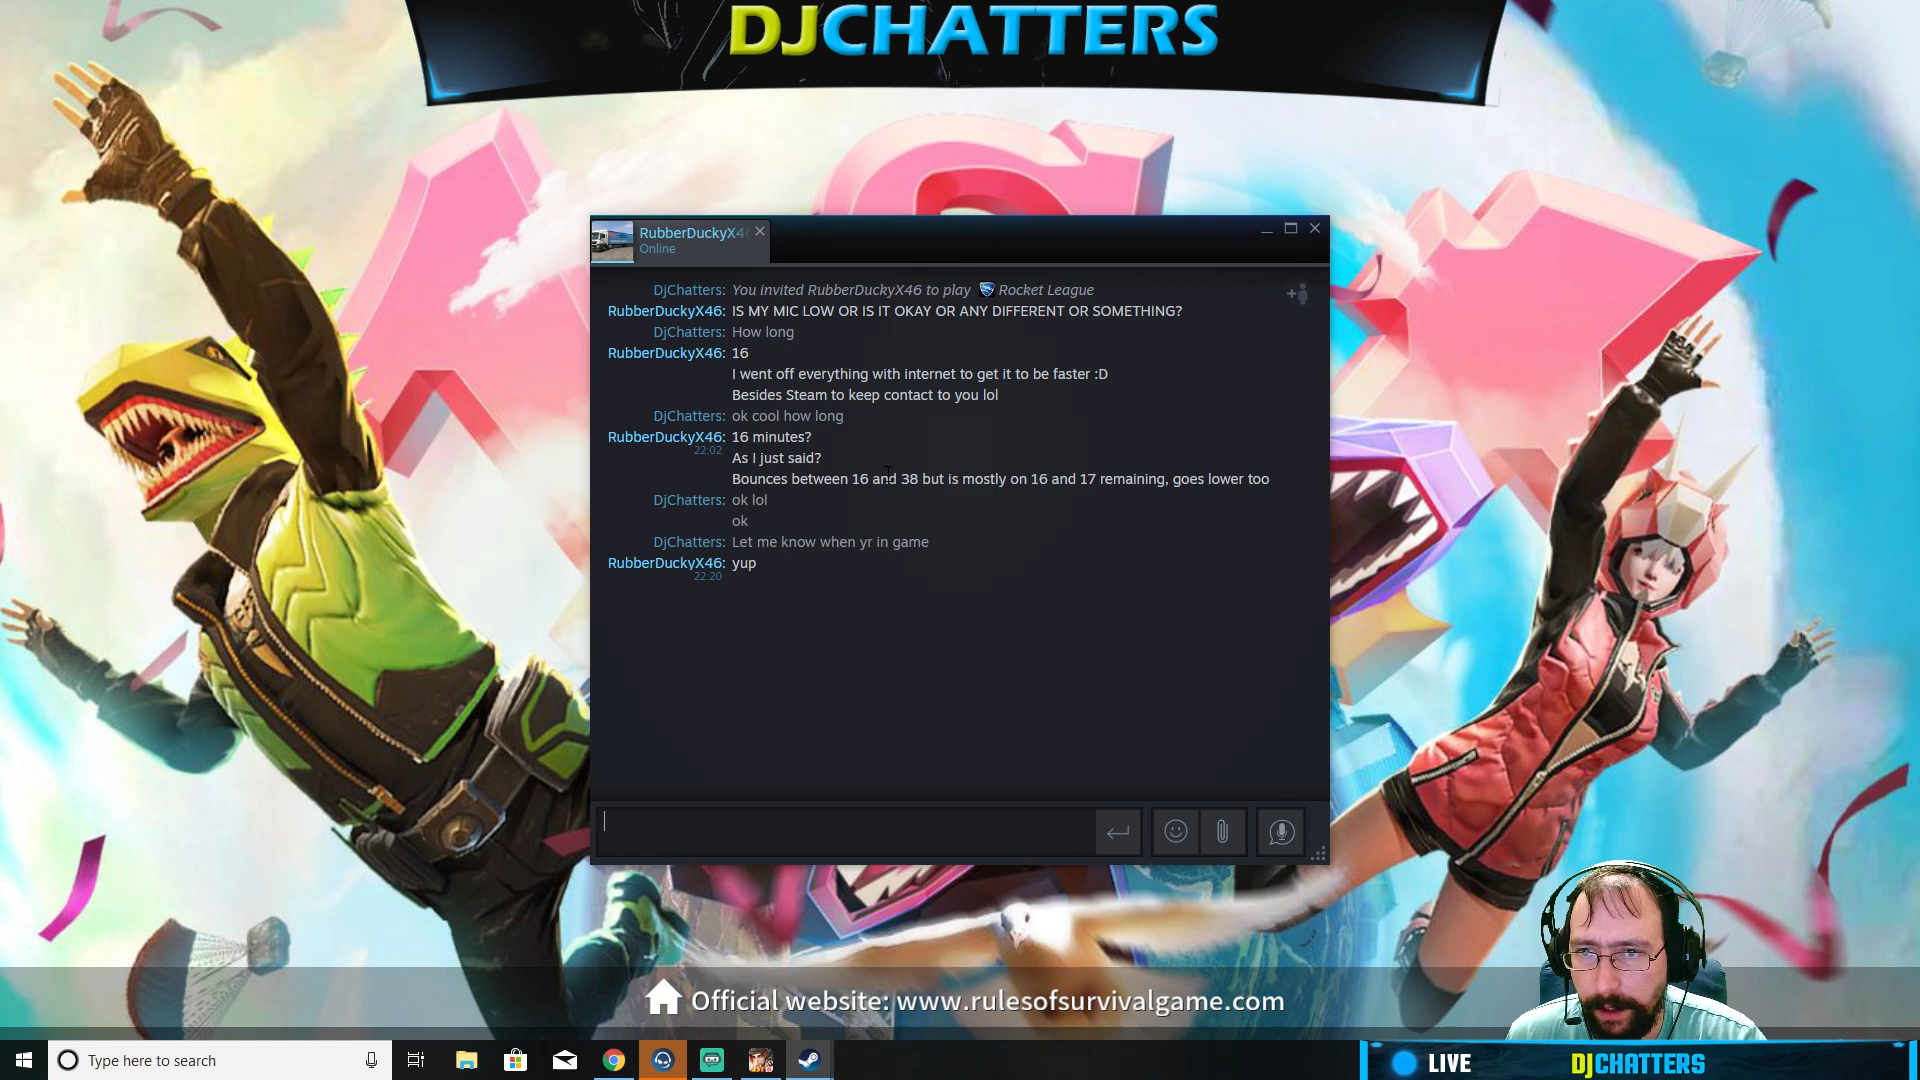 DJCHATTERS
RubberDuckyX4
Online
DjChatters: You invited RubberDuckyX46 to play Rocket League
RubberDuckyX46: IS MY MIC LOW OR IS IT OKAY OR ANY DIFFERENT OR SOMETHING?
DjChatters: How long
RubberDuckyX46: 16
I went off everything with internet to get it to be faster :D
Besides Steam to keep contact to you lol
DjChatters: ok cool how long
RubberDuckyX46: 16 minutes?
22:02
As I just said?
Bounces between 16 and 38 but is mostly on 16 and 17 remaining, goes lower too
DjChatters: ok lol
ok
DjChatters: Let me know when yr in game
RubberDuckyX46: yup
22:20
Official website: www.rulesofsurvivalgame.com
Type here to search
LIVE
DJCHATTERS